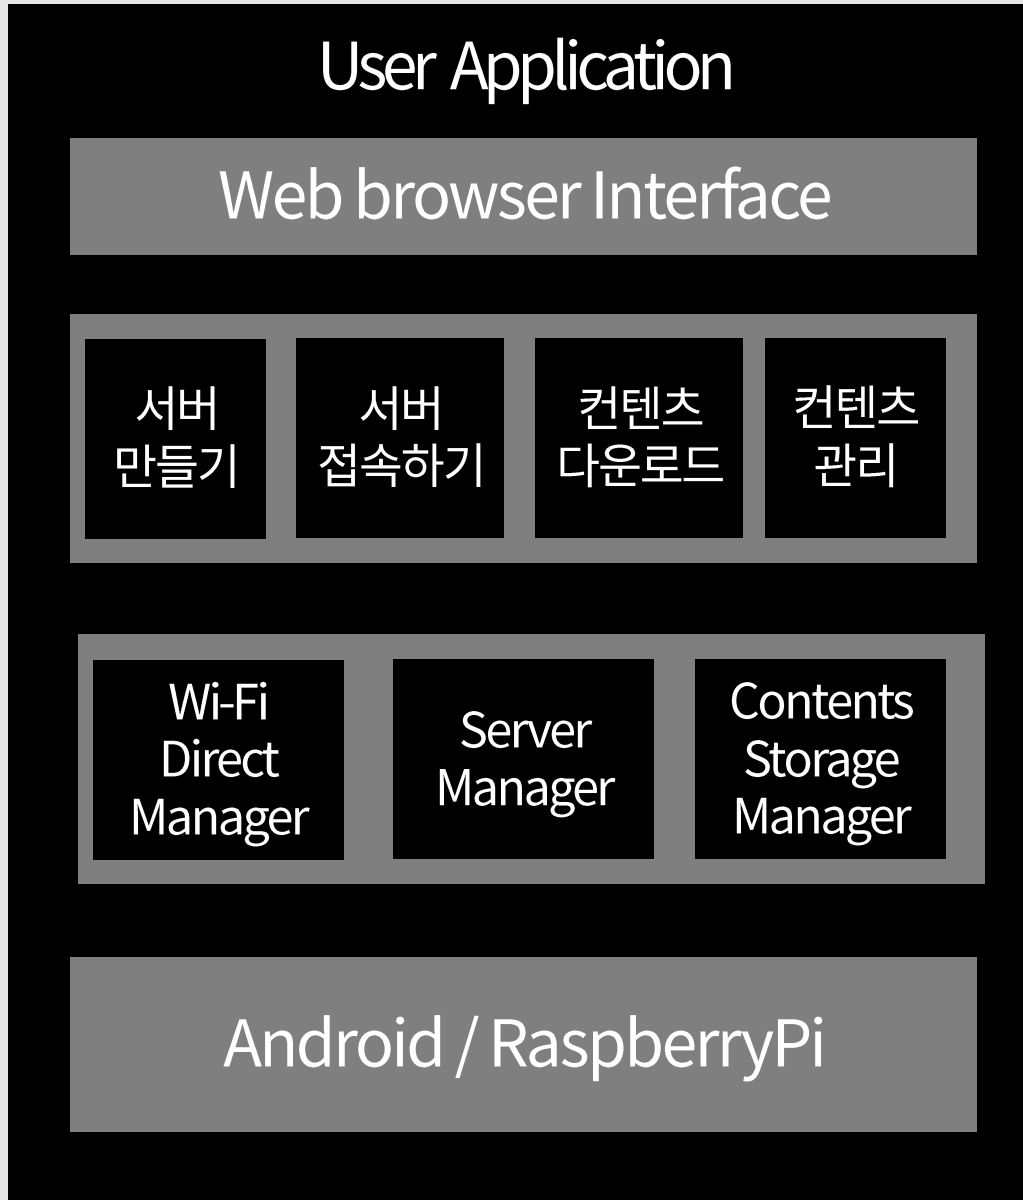 User Application
Web browser Interface
서버
만들기
서버
접속하기
컨텐츠
다운로드
컨텐츠
관리
Wi-Fi
Direct
Manager
Server
Manager
Contents
Storage
Manager
Android / RaspberryPi